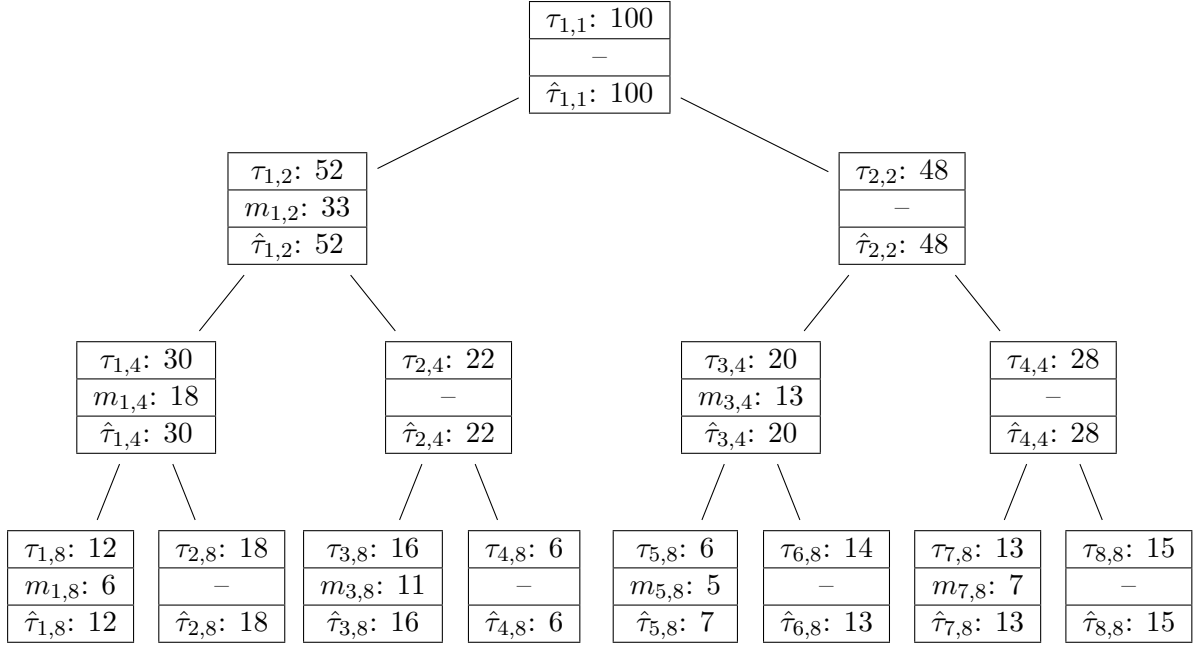 τ₁,₁: 100
–
τ̂₁,₁: 100
τ₁,₂: 52
m₁,₂: 33
τ̂₁,₂: 52
τ₂,₂: 48
–
τ̂₂,₂: 48
τ₁,₄: 30
m₁,₄: 18
τ̂₁,₄: 30
τ₂,₄: 22
–
τ̂₂,₄: 22
τ₃,₄: 20
m₃,₄: 13
τ̂₃,₄: 20
τ₄,₄: 28
–
τ̂₄,₄: 28
τ₁,₈: 12
m₁,₈: 6
τ̂₁,₈: 12
τ₂,₈: 18
–
τ̂₂,₈: 18
τ₃,₈: 16
m₃,₈: 11
τ̂₃,₈: 16
τ₄,₈: 6
–
τ̂₄,₈: 6
τ₅,₈: 6
m₅,₈: 5
τ̂₅,₈: 7
τ₆,₈: 14
–
τ̂₆,₈: 13
τ₇,₈: 13
m₇,₈: 7
τ̂₇,₈: 13
τ₈,₈: 15
–
τ̂₈,₈: 15